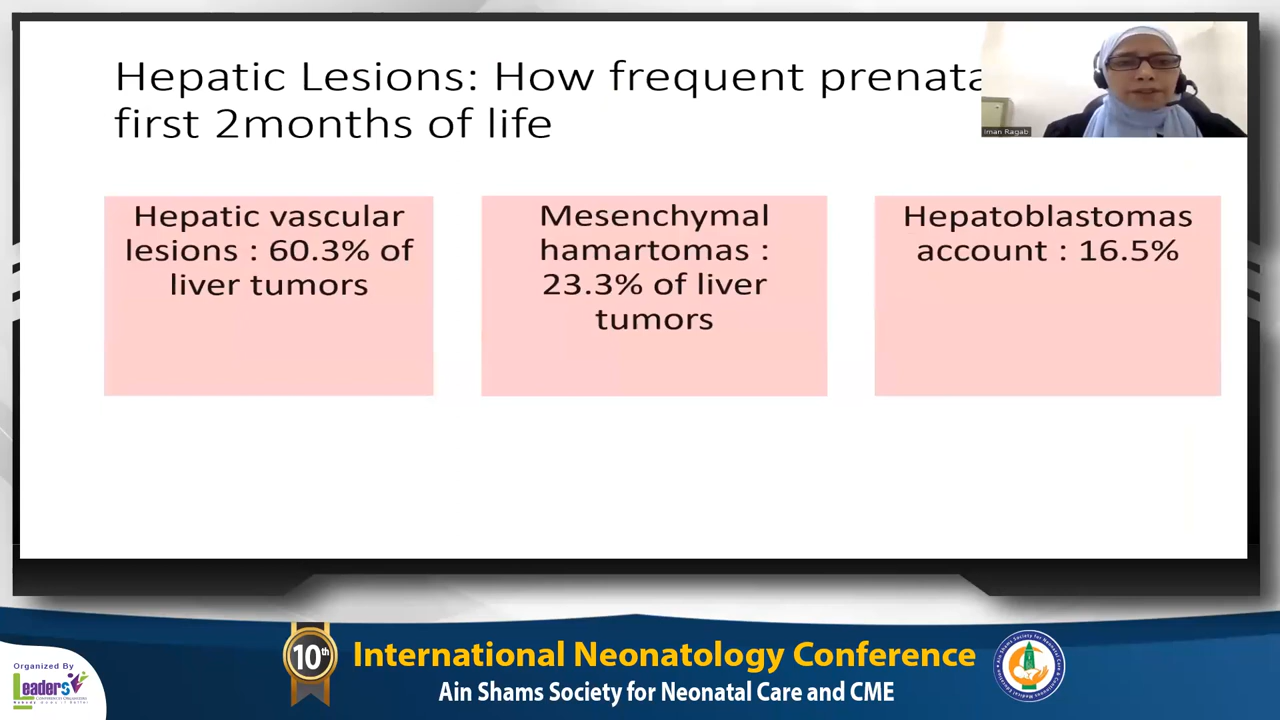 Hepatic Lesions: How frequent prenata
first 2months of life
Iman Ragab
Hepatic vascular
lesions : 60.3% of
liver tumors
Mesenchymal
hamartomas :
23.3% of liver
tumors
Hepatoblastomas
account : 16.5%
Organized By
Leaders
10th
International Neonatology Conference
Ain Shams Society for Neonatal Care and CME